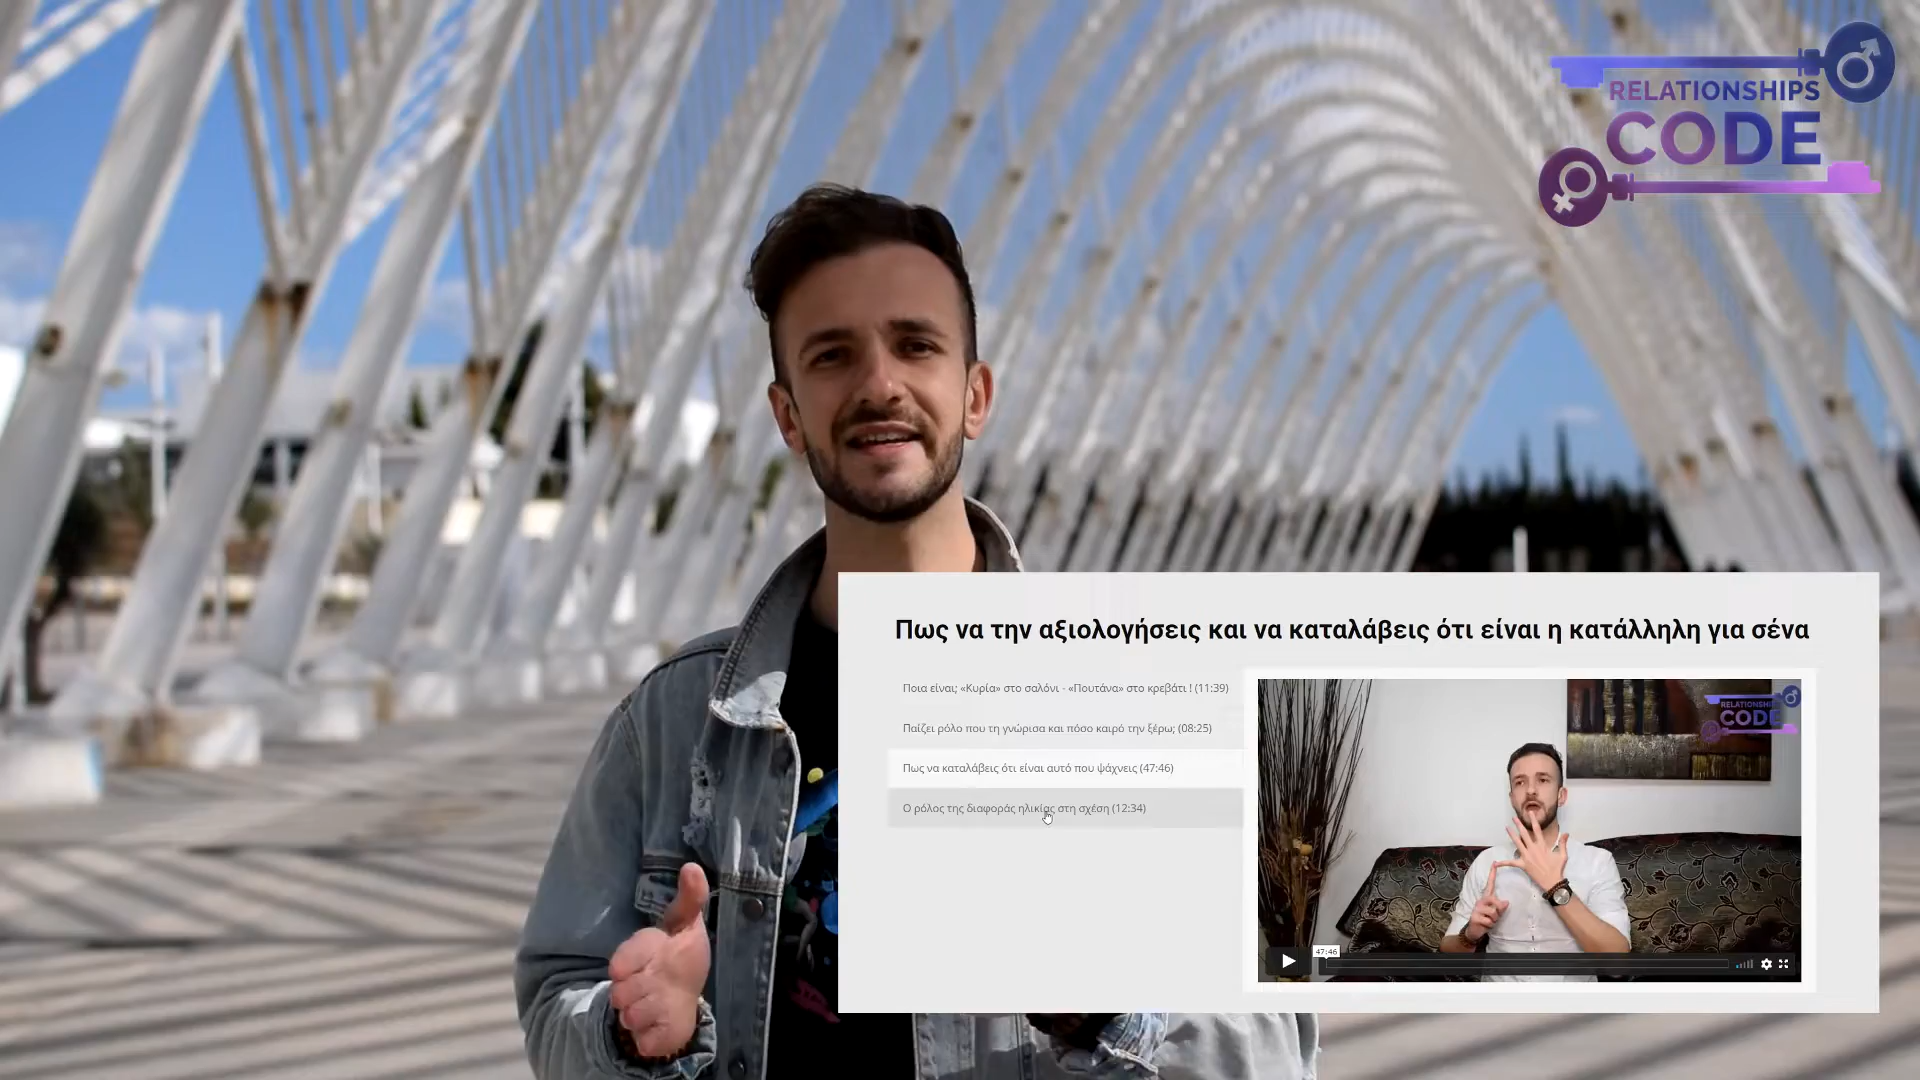 RELATIONSHIPS
CODE
Πως να την αξιολογήσεις και να καταλάβεις ότι είναι η κατάλληλη για σένα
Ποια είναι; «Κυρία» στο σαλόνι - «Πουτάνα» στο κρεβάτι ! (11:39)
Παίζει ρόλο που τη γνώρισα και πόσο καιρό την ξέρω; (08:25)
Πως να καταλάβεις ότι είναι αυτό που ψάχνεις (47:46)
Ο ρόλος της διαφοράς ηλικίας στη σχέση (12:34)
RELATIONSHIPS
CODE
47:46